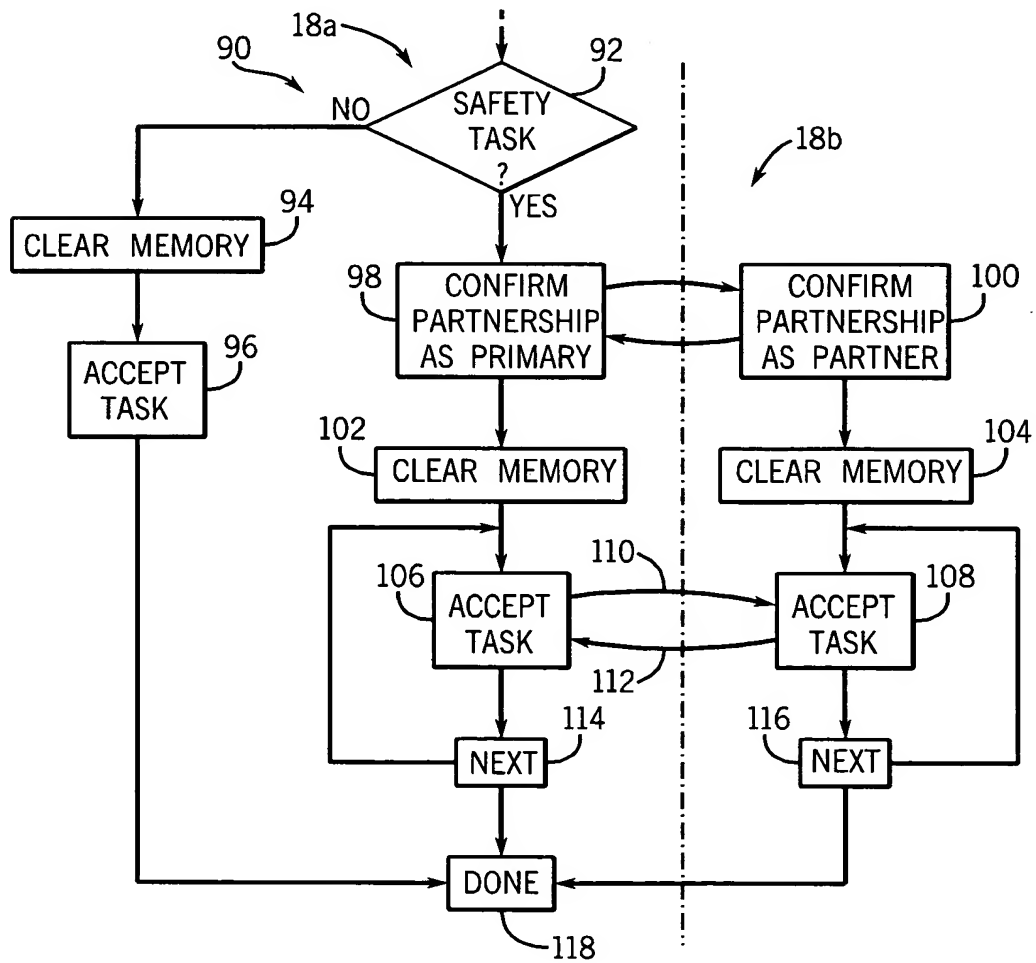 18a
90
92
NO
SAFETY
TASK
?
YES
18b
94
CLEAR MEMORY
98
CONFIRM
PARTNERSHIP
AS PRIMARY
CONFIRM
PARTNERSHIP
AS PARTNER
100
96
ACCEPT
TASK
102
CLEAR MEMORY
104
CLEAR MEMORY
106
ACCEPT
TASK
110
112
108
ACCEPT
TASK
114
NEXT
116
NEXT
DONE
118